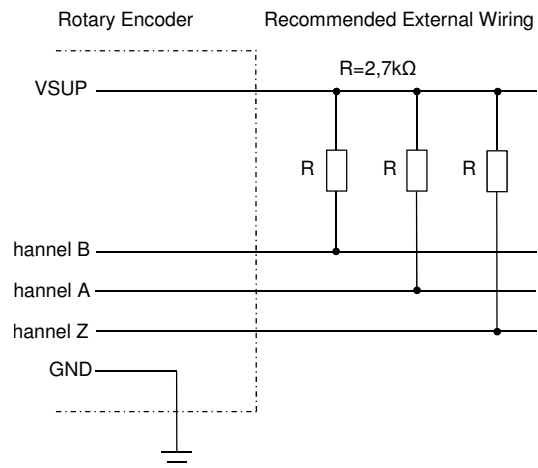 Rotary Encoder
Recommended External Wiring
R=2,7kΩ
VSUP
R
R
R
hannel B
hannel A
hannel Z
GND